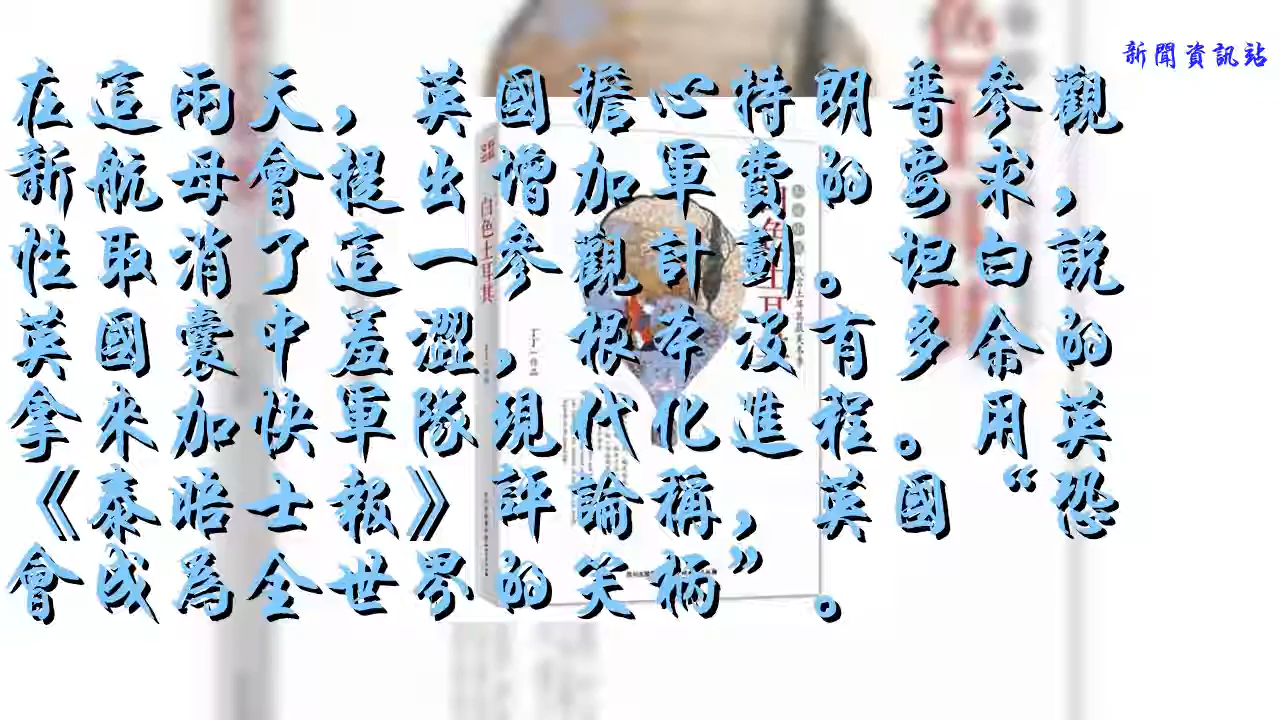 新聞資訊站
在這兩天，英國擔心特朗普參觀
新航母會提出增加軍費的要求，
性取消了這一參觀計劃。坦白說
英國囊中羞澀，根本沒有多余的
拿來加快軍隊現代化進程。用英
《泰晤士報》評論稱，英國“恐
會成為全世界的笑柄”。
白色土耳其
丁丁 作品